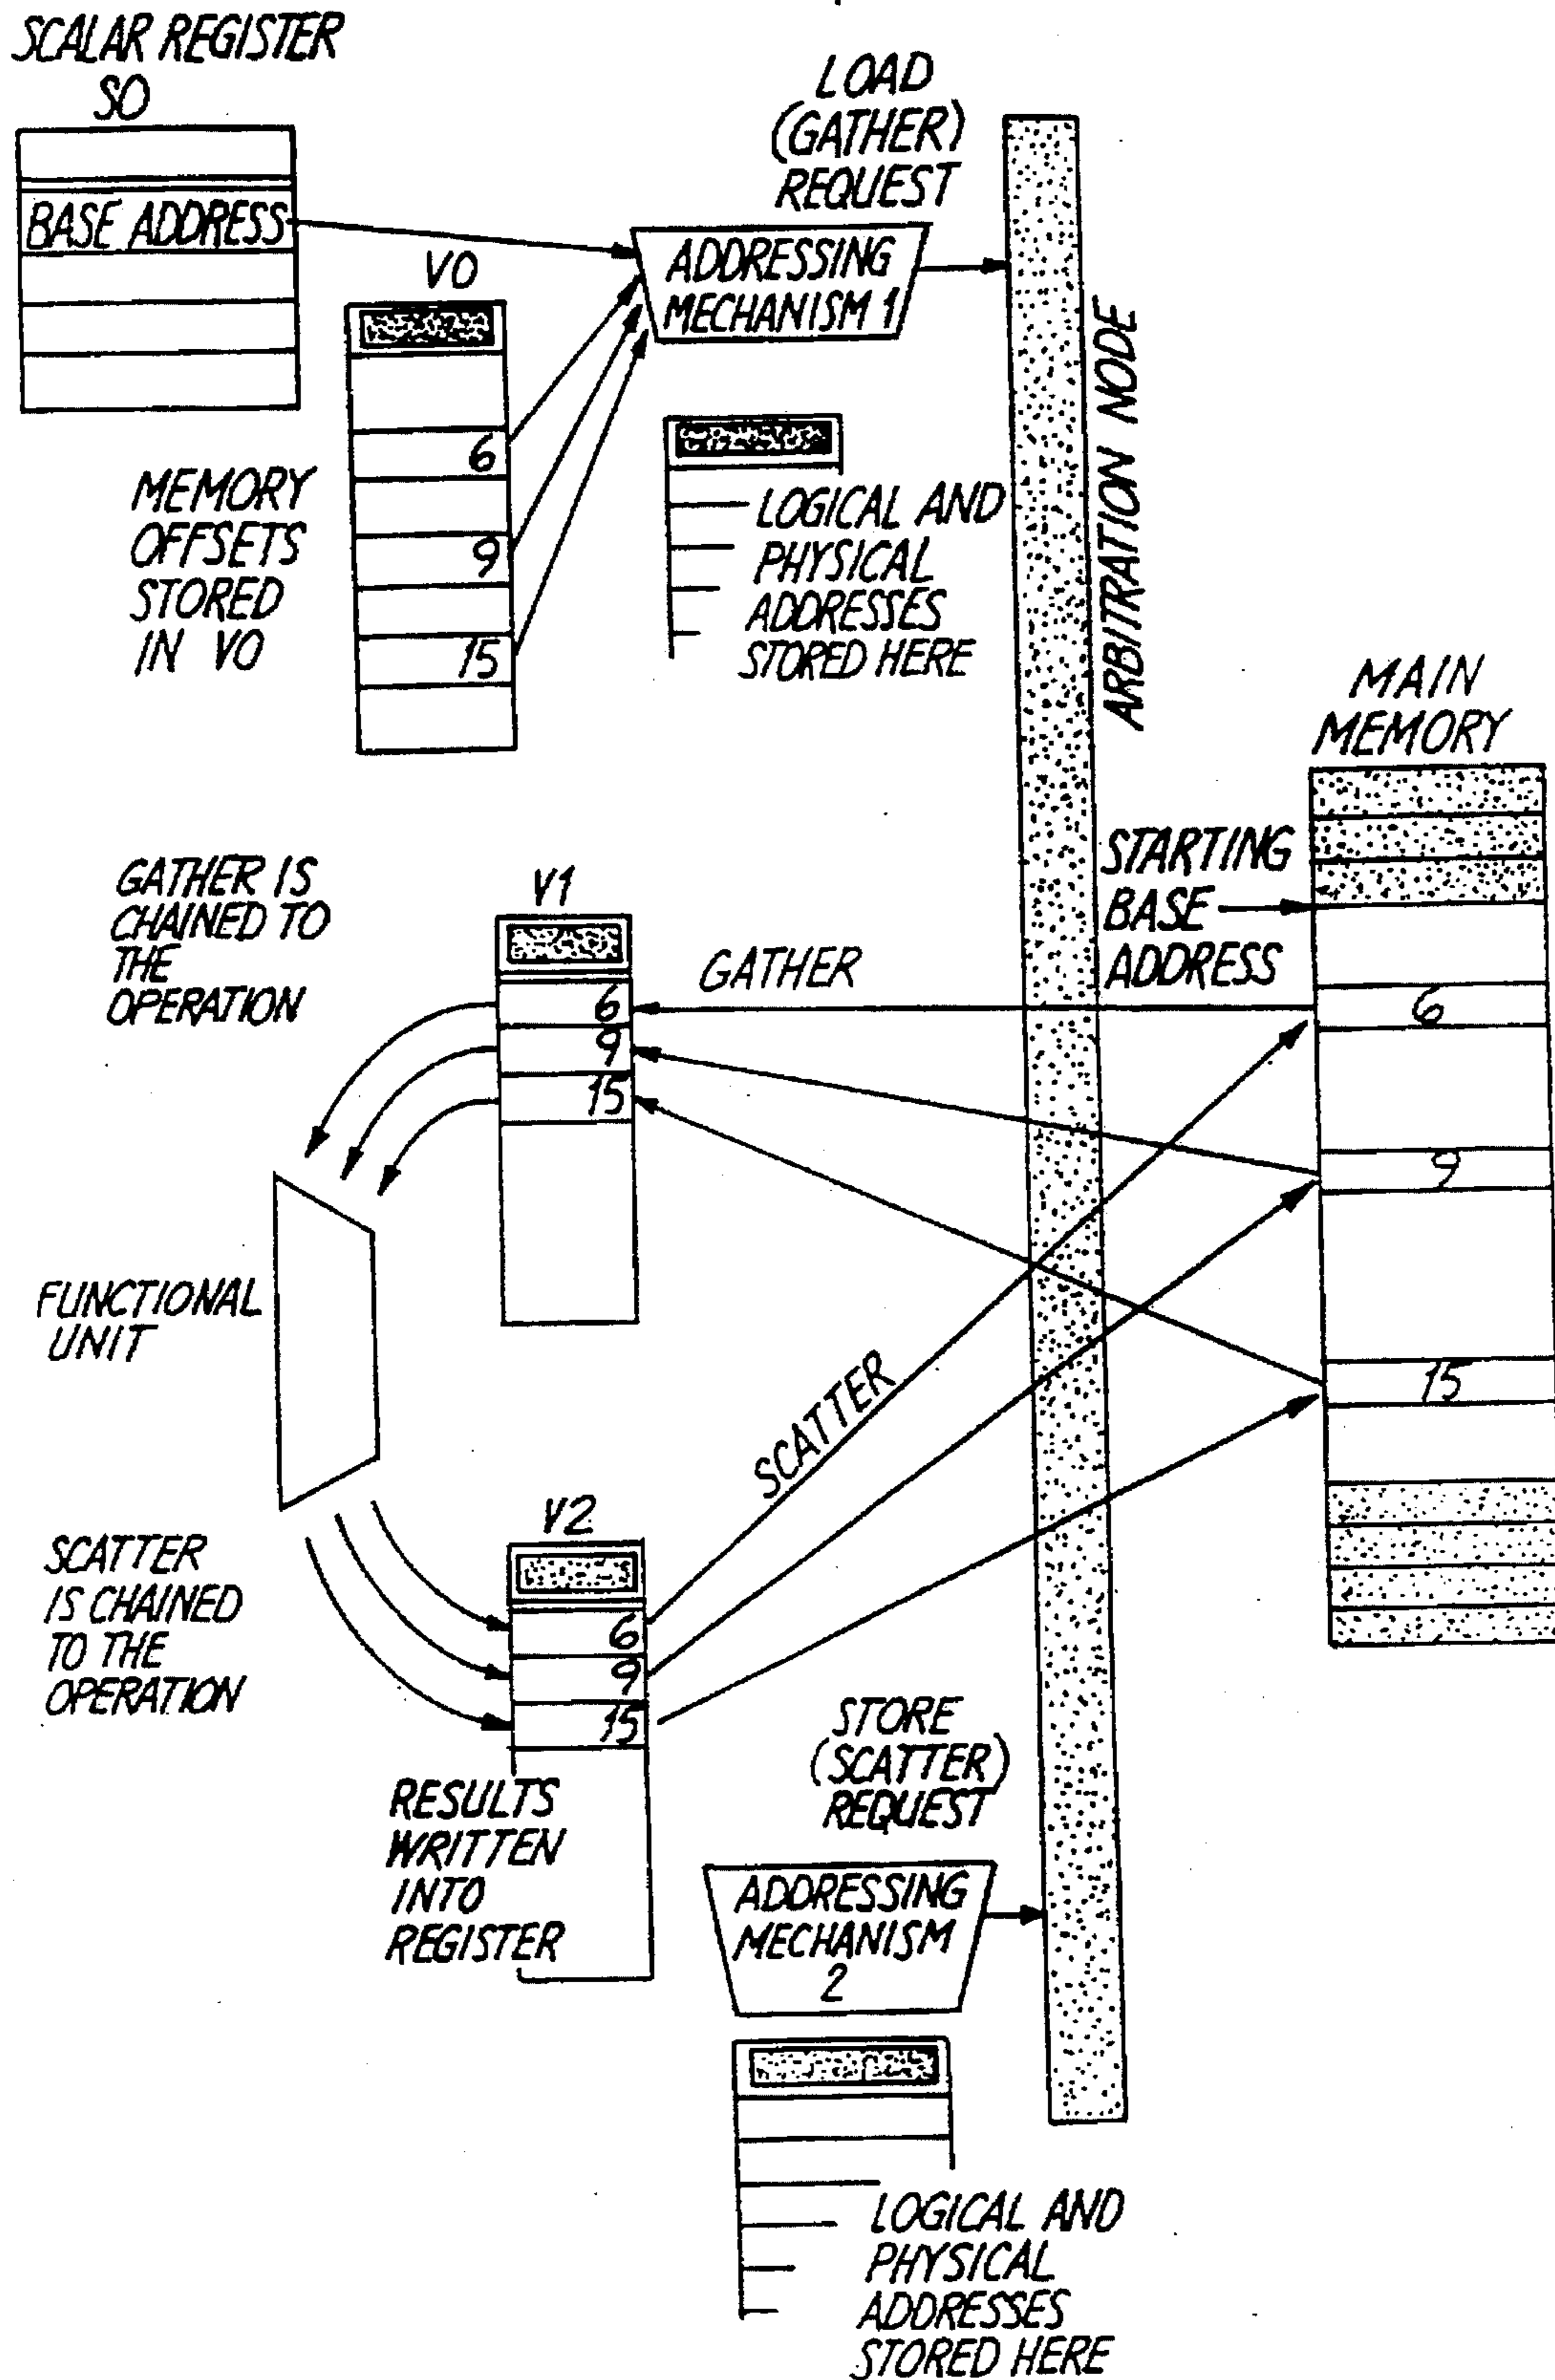 SCALAR REGISTER
SO
BASE ADDRESS
VO
6
9
15
MEMORY
OFFSETS
STORED
IN VO
LOAD
(GATHER)
REQUEST
ADDRESSING
MECHANISM 1
LOGICAL AND
PHYSICAL
ADDRESSES
STORED HERE
ARBITRATION NODE
MAIN
MEMORY
STARTING
BASE
ADDRESS
6
9
15
GATHER IS
CHAINED TO
THE
OPERATION
V1
6
9
15
GATHER
FUNCTIONAL
UNIT
SCATTER
SCATTER
IS CHAINED
TO THE
OPERATION
V2
6
9
15
RESULTS
WRITTEN
INTO
REGISTER
STORE
(SCATTER)
REQUEST
ADDRESSING
MECHANISM
2
LOGICAL AND
PHYSICAL
ADDRESSES
STORED HERE